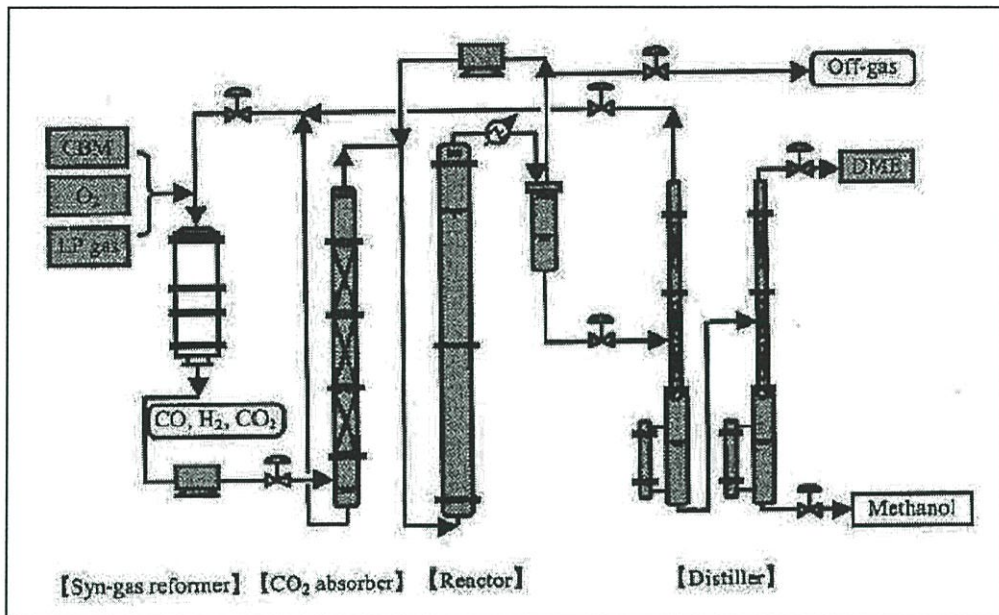 Off-gas
CBM
O₂
LP gas
DME
CO, H₂, CO₂
Methanol
【Syn-gas reformer】 【CO₂ absorber】 【Reactor】 【Distiller】